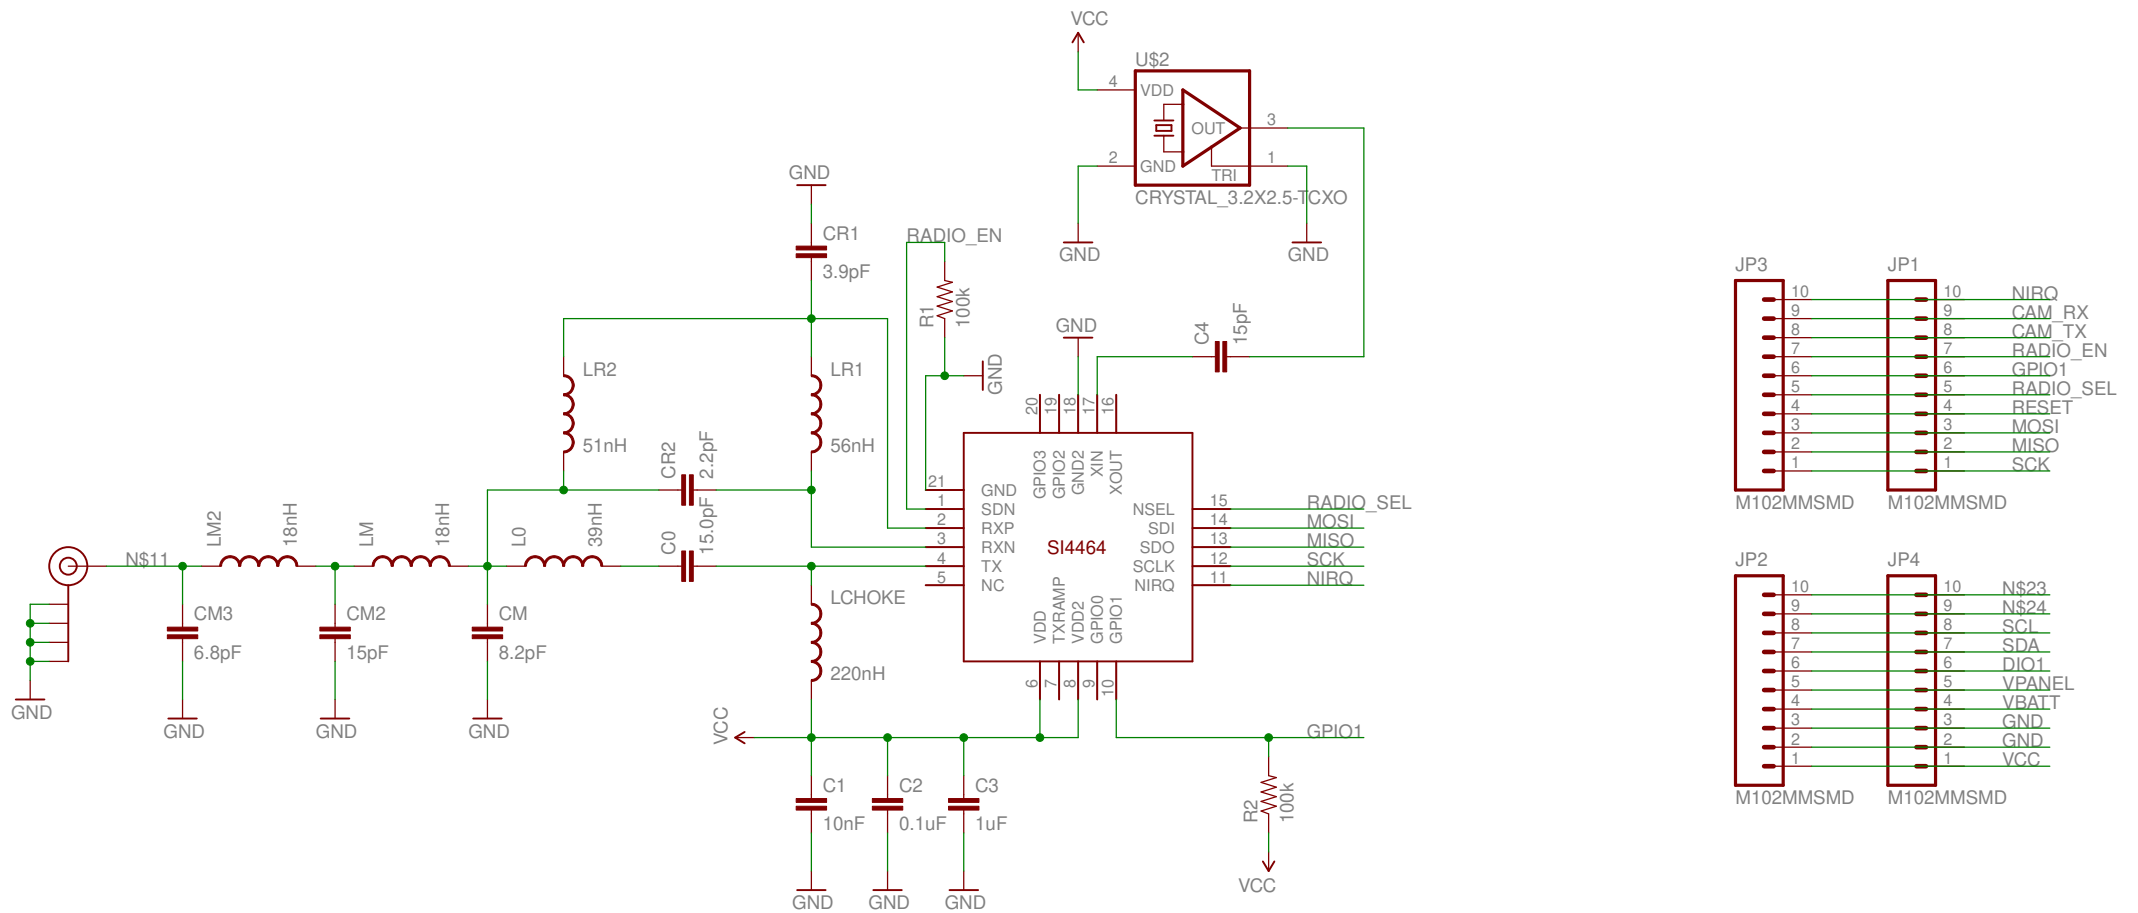 VCC
U$2
4
VDD
OUT
3
2
GND
TRI
1
CRYSTAL_3.2X2.5-TCXO
GND
GND
GND
CR1
3.9pF
RADIO_EN
R1
100k
GND
GND
C4
15pF
LR2
51nH
LR1
56nH
CR2
2.2pF
C0
15.0pF
LM2
18nH
LM
18nH
L0
39nH
N$11
CM3
6.8pF
CM2
15pF
CM
8.2pF
GND
GND
GND
GND
LCHOKE
220nH
VCC
20
19
18
17
16
GPIO3
GPIO2
GND2
XIN
XOUT
21
GND
1
SDN
2
RXP
3
RXN
4
TX
5
NC
SI4464
NSEL
15
RADIO_SEL
SDI
14
MOSI
SDO
13
MISO
SCLK
12
SCK
NIRQ
11
NIRQ
VDD
TXRAMP
VDD2
GPIO0
GPIO1
6
7
8
9
10
GPIO1
C1
10nF
C2
0.1uF
C3
1uF
GND
GND
GND
R2
100k
VCC
JP3
10
9
8
7
6
5
4
3
2
1
M102MMSMD
JP1
10
NIRQ
9
CAM_RX
8
CAM_TX
7
RADIO_EN
6
GPIO1
5
RADIO_SEL
4
RESET
3
MOSI
2
MISO
1
SCK
M102MMSMD
JP2
10
9
8
7
6
5
4
3
2
1
M102MMSMD
JP4
10
N$23
9
N$24
8
SCL
7
SDA
6
DIO1
5
VPANEL
4
VBATT
3
GND
2
GND
1
VCC
M102MMSMD